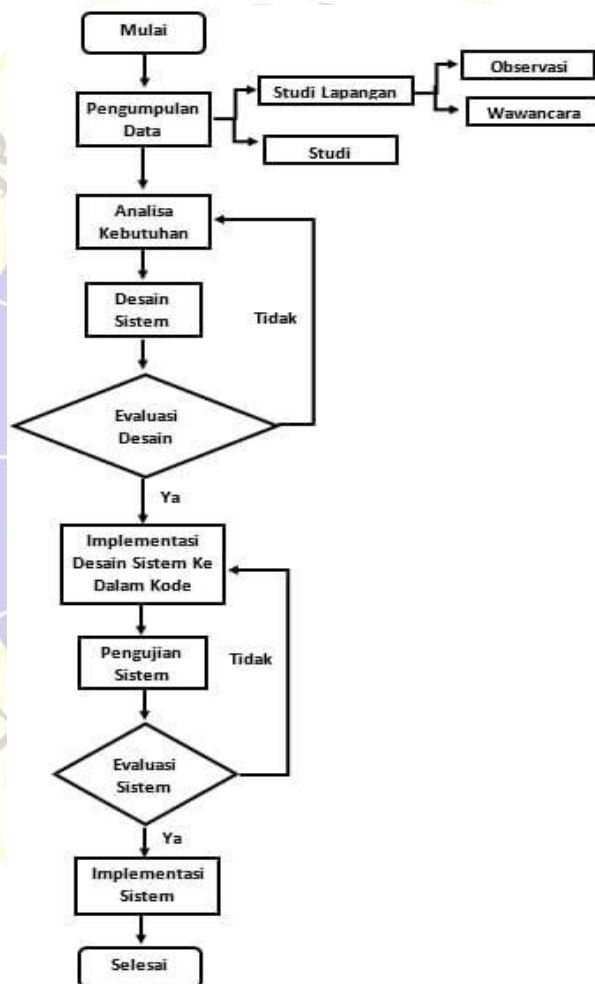 Mulai
Pengumpulan
Data
Studi Lapangan
Observasi
Wawancara
Studi
Analisa
Kebutuhan
Desain
Sistem
Tidak
Evaluasi
Desain
Ya
Implementasi
Desain Sistem Ke
Dalam Kode
Pengujian
Sistem
Tidak
Evaluasi
Sistem
Ya
Implementasi
Sistem
Selesai